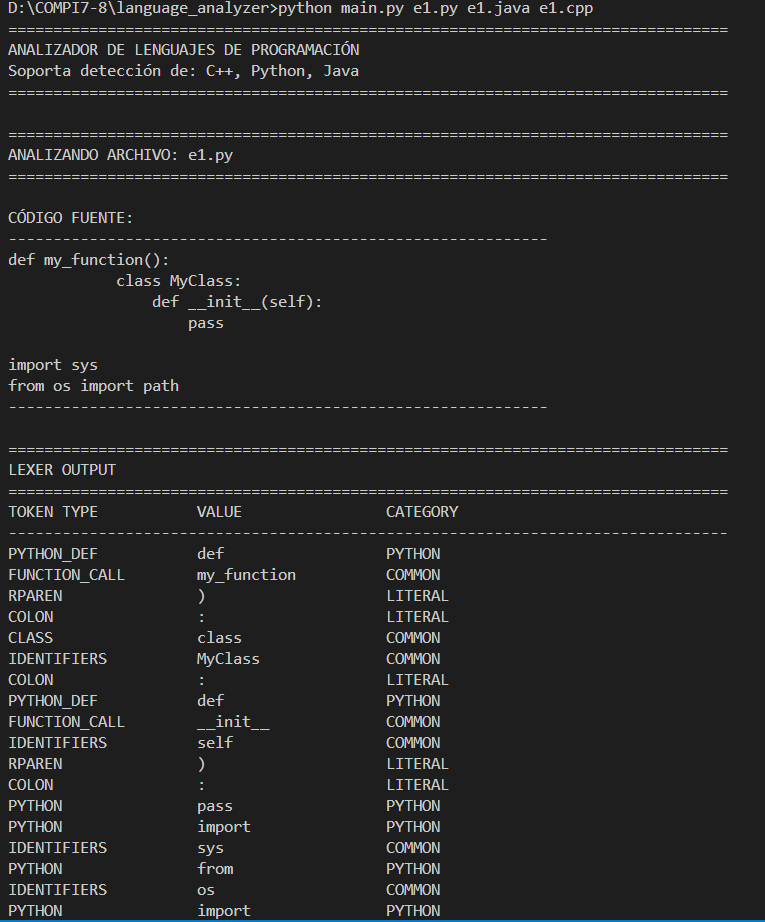 D:\COMPI7-8\language_analyzer>python main.py e1.py e1.java e1.cpp
================================================================================
ANALIZADOR DE LENGUAJES DE PROGRAMACIÓN
Soporta detección de: C++, Python, Java
================================================================================

================================================================================
ANALIZANDO ARCHIVO: e1.py
================================================================================

CÓDIGO FUENTE:
------------------------------------------------------------
def my_function():
            class MyClass:
                def __init__(self):
                    pass

import sys
from os import path
------------------------------------------------------------

================================================================================
LEXER OUTPUT
================================================================================
TOKEN TYPE           VALUE                CATEGORY
--------------------------------------------------------------------------------
PYTHON_DEF           def                  PYTHON
FUNCTION_CALL        my_function          COMMON
RPAREN               )                    LITERAL
COLON                :                    LITERAL
CLASS                class                COMMON
IDENTIFIERS          MyClass              COMMON
COLON                :                    LITERAL
PYTHON_DEF           def                  PYTHON
FUNCTION_CALL        __init__             COMMON
IDENTIFIERS          self                 COMMON
RPAREN               )                    LITERAL
COLON                :                    LITERAL
PYTHON               pass                 PYTHON
PYTHON               import               PYTHON
IDENTIFIERS          sys                  COMMON
PYTHON               from                 PYTHON
IDENTIFIERS          os                   COMMON
PYTHON               import               PYTHON